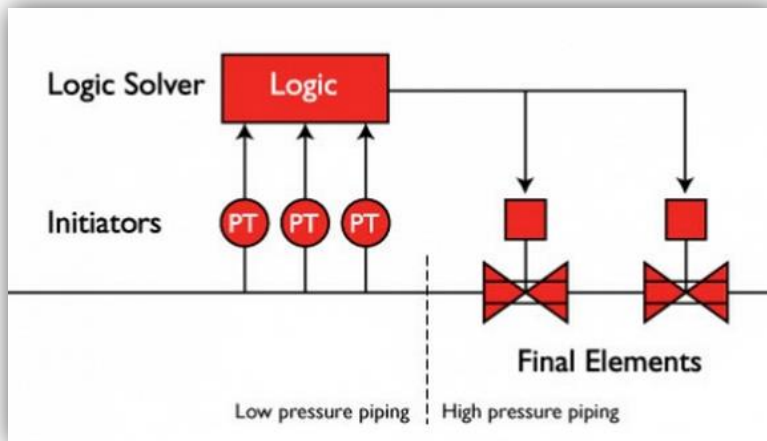 Logic Solver
Logic
Initiators
PT PT PT
Final Elements
Low pressure piping
High pressure piping